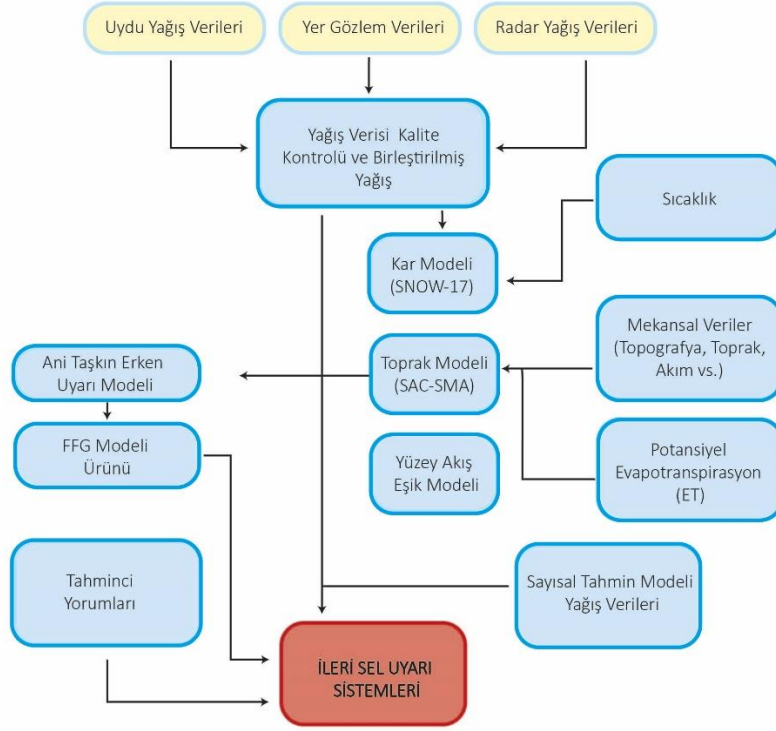 Uydu Yağış Verileri
Yer Gözlem Verileri
Radar Yağış Verileri
Yağış Verisi Kalite
Kontrolü ve Birleştirilmiş
Yağış
Sıcaklık
Kar Modeli
(SNOW-17)
Mekansal Veriler
(Topografya, Toprak,
Akım vs.)
Ani Taşkın Erken
Uyarı Modeli
Toprak Modeli
(SAC-SMA)
FFG Modeli
Ürünü
Yüzey Akış
Eşik Modeli
Potansiyel
Evapotranspirasyon
(ET)
Tahminci
Yorumları
Sayısal Tahmin Modeli
Yağış Verileri
İLERİ SEL UYARI
SİSTEMLERİ